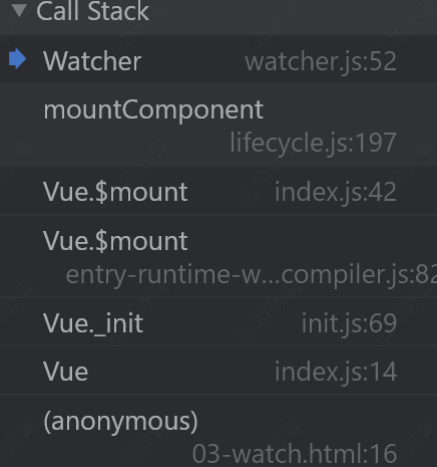 Call Stack
Watcher watcher.js:52
mountComponent
lifecycle.js:197
Vue.$mount index.js:42
Vue.$mount
entry-runtime-w...compiler.js:82
Vue._init init.js:69
Vue index.js:14
(anonymous)
03-watch.html:16